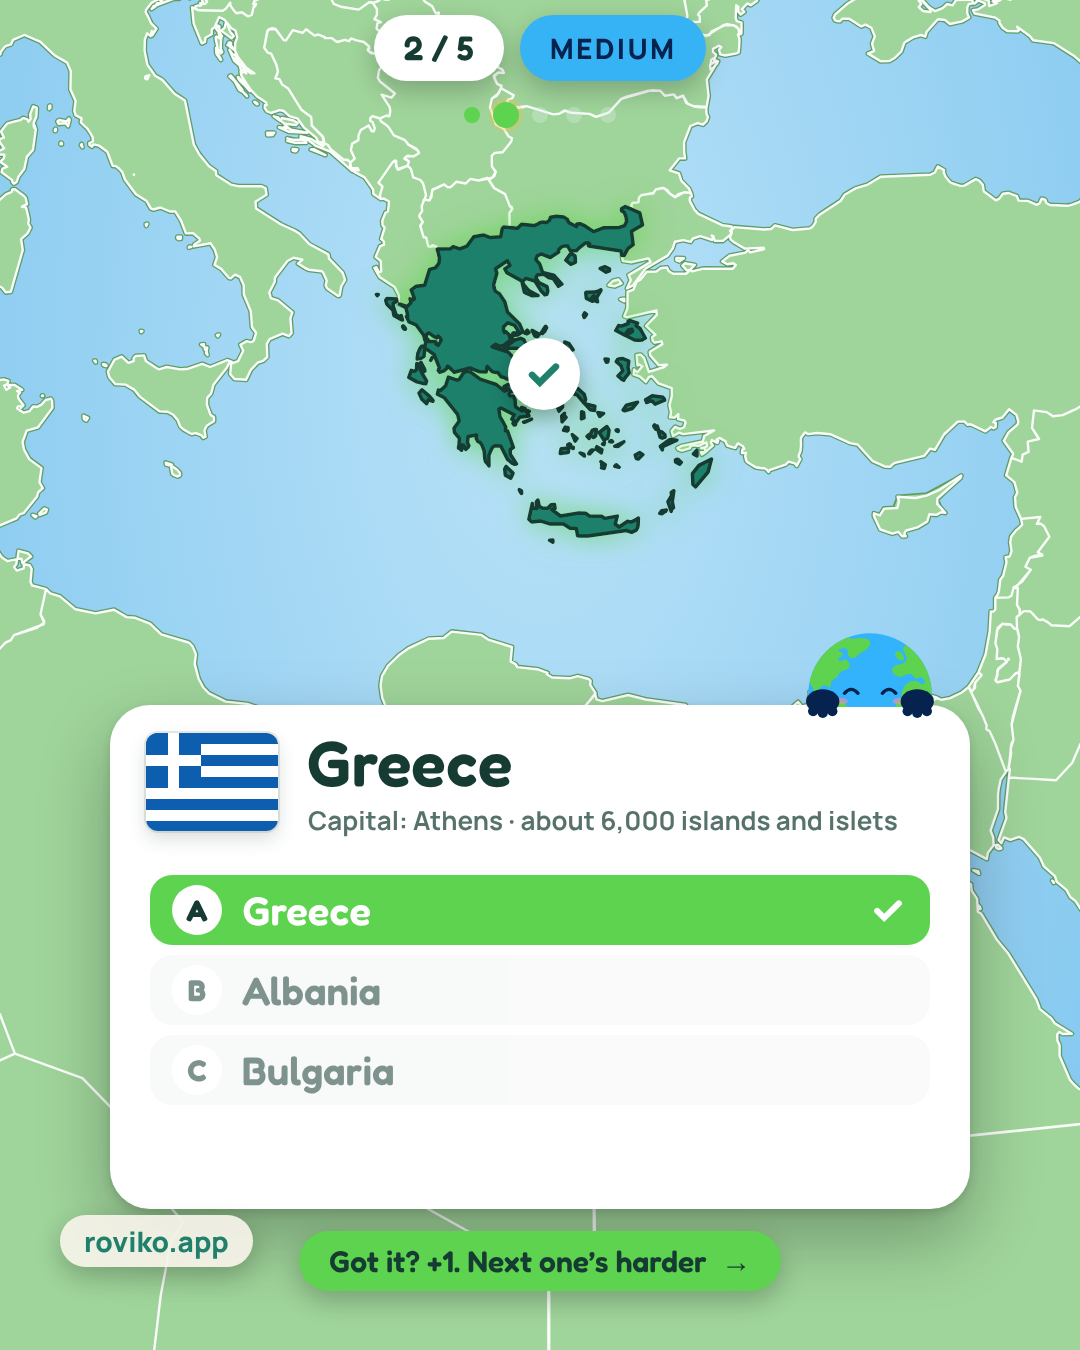 2 / 5
MEDIUM
Greece
Capital: Athens · about 6,000 islands and islets
A Greece
B Albania
C Bulgaria
roviko.app
Got it? +1. Next one’s harder →